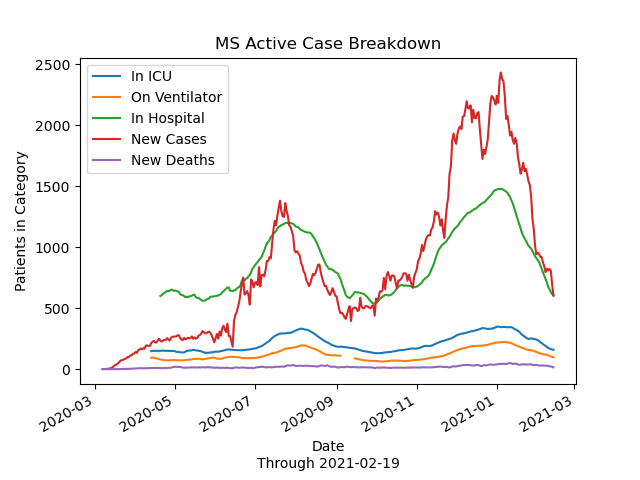 MS Active Case Breakdown
In ICU
On Ventilator
In Hospital
New Cases
New Deaths
Patients in Category
2500
2000
1500
1000
500
0
2020-03
2020-05
2020-07
2020-09
2020-11
2021-01
2021-03
Date
Through 2021-02-19